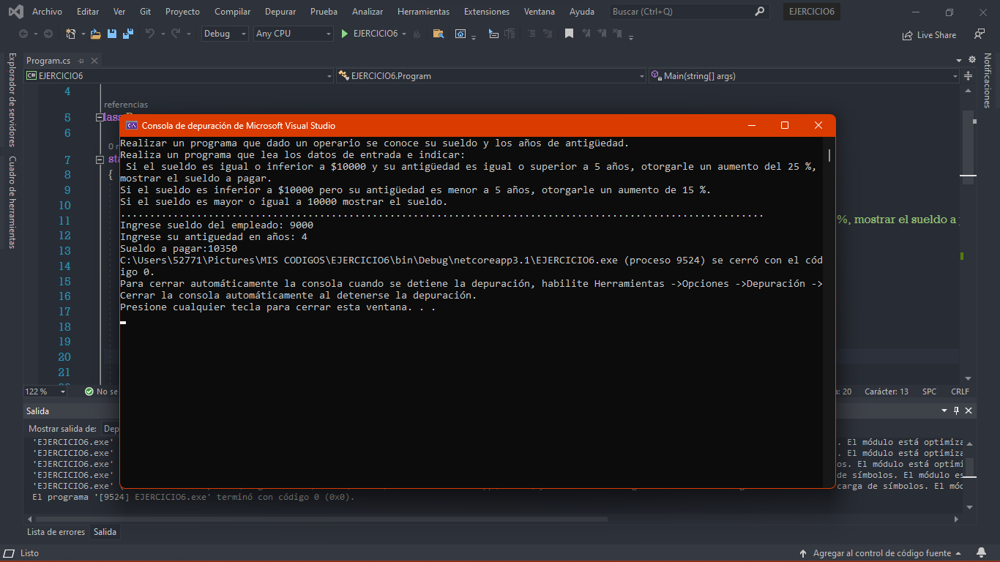 Archivo Editar Ver Git Proyecto Compilar Depurar Prueba Analizar Herramientas Extensiones Ventana Ayuda Buscar (Ctrl+Q) EJERCICIO6
Debug Any CPU EJERCICIO6 Live Share
Explorador de servidores
Cuadro de herramientas
Notificaciones
Program.cs
C# EJERCICIO6 EJERCICIO6.Program Main(string[] args)
4
referencias
5 lass
6
0
7
8 {
9
10
11 %, mostrar el sueldo a
12
13
14
15
16
17
18
19
20
21
Consola de depuración de Microsoft Visual Studio
Realizar un programa que dado un operario se conoce su sueldo y los años de antigüedad.
Realiza un programa que lea los datos de entrada e indicar:
Si el sueldo es igual o inferior a $10000 y su antigüedad es igual o superior a 5 años, otorgarle un aumento del 25 %,
mostrar el sueldo a pagar.
Si el sueldo es inferior a $10000 pero su antigüedad es menor a 5 años, otorgarle un aumento de 15 %.
Si el sueldo es mayor o igual a 10000 mostrar el sueldo.
..............................................................................................................
Ingrese sueldo del empleado: 9000
Ingrese su antiguedad en años: 4
Sueldo a pagar:10350
C:\Users\52771\Pictures\MIS CODIGOS\EJERCICIO6\bin\Debug\netcoreapp3.1\EJERCICIO6.exe (proceso 9524) se cerró con el cód
igo 0.
Para cerrar automáticamente la consola cuando se detiene la depuración, habilite Herramientas ->Opciones ->Depuración ->
Cerrar la consola automáticamente al detenerse la depuración.
Presione cualquier tecla para cerrar esta ventana. . .
122 % No se : 20 Carácter: 13 SPC CRLF
Salida
Mostrar salida de: Dep
'EJERCICIO6.exe' . El módulo está optimiza
'EJERCICIO6.exe' . El módulo está optimiza
'EJERCICIO6.exe' os. El módulo está optimi
'EJERCICIO6.exe' de símbolos. El módulo es
'EJERCICIO6.exe' carga de símbolos. El móc
El programa '[9524] EJERCICIO6.exe' terminó con código 0 (0x0).
Lista de errores Salida
Listo Agregar al control de código fuente